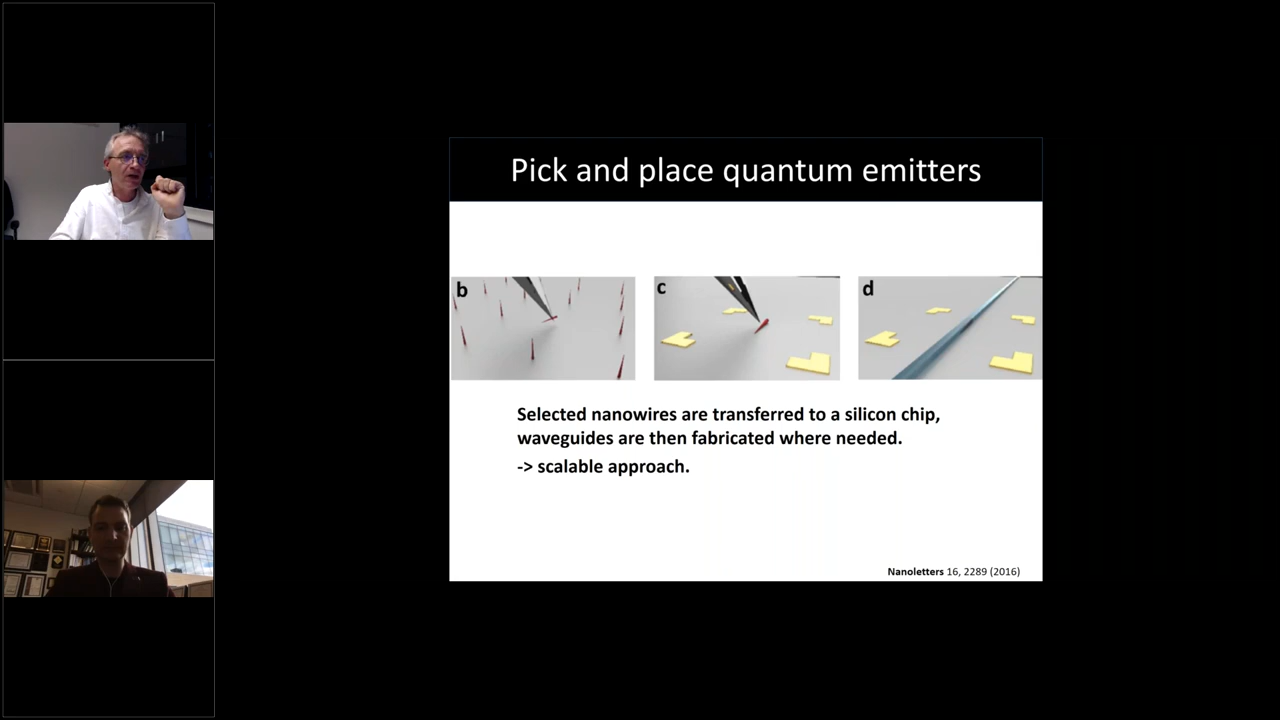 Pick and place quantum emitters
b
c
d
Selected nanowires are transferred to a silicon chip,
waveguides are then fabricated where needed.
-> scalable approach.
Nanoletters 16, 2289 (2016)